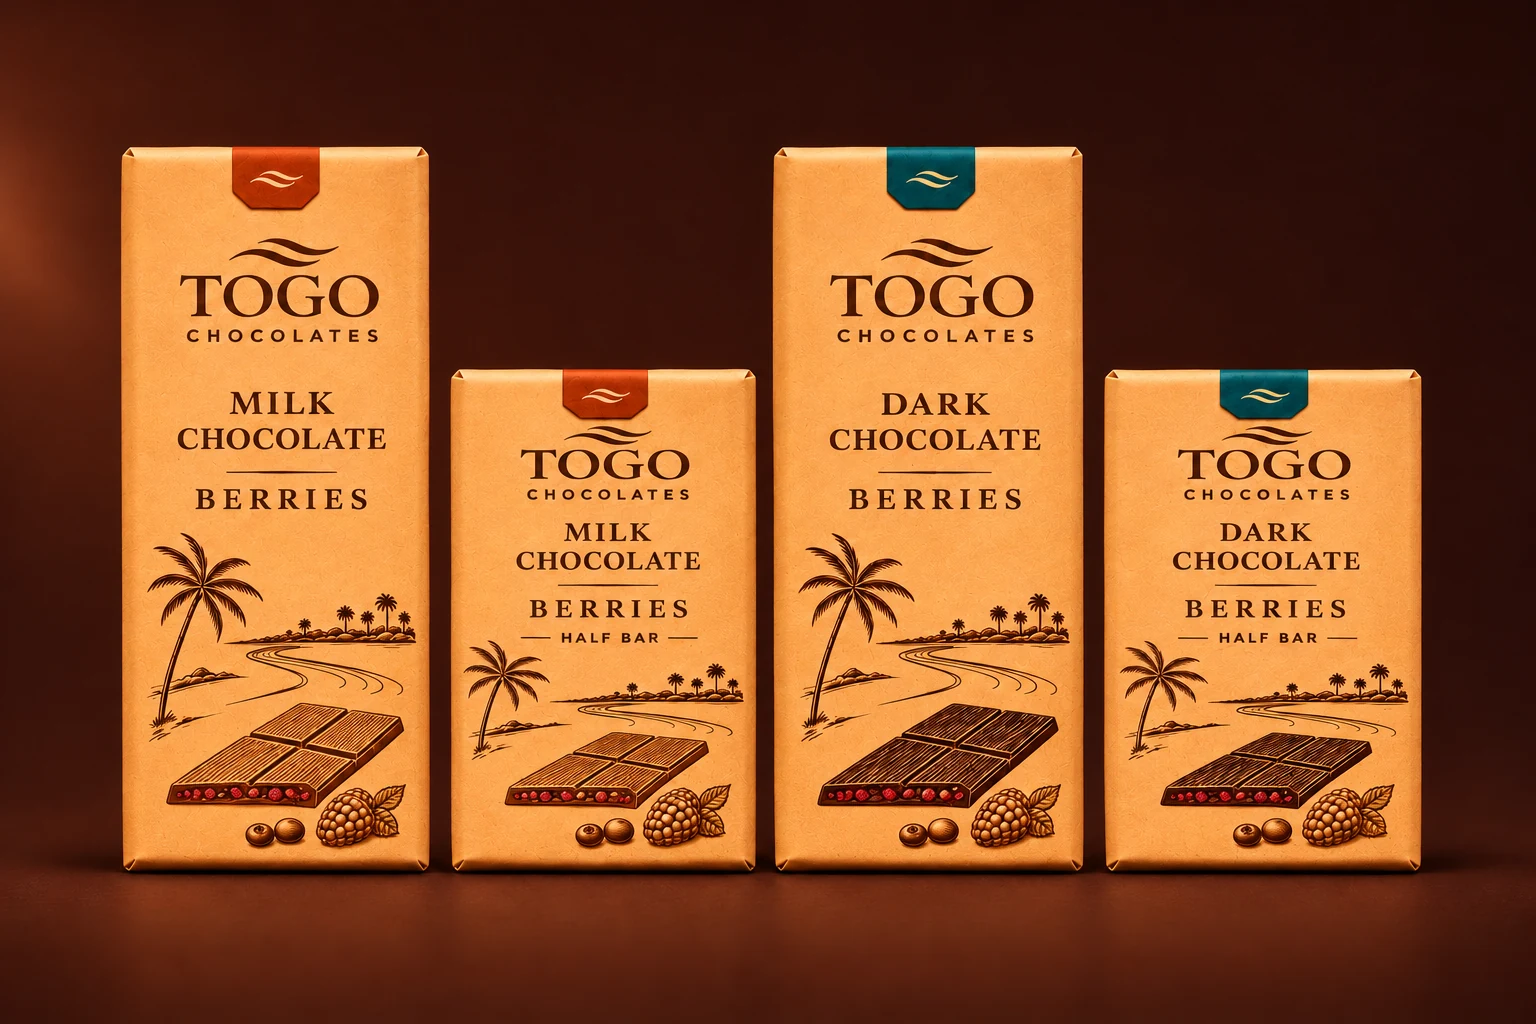 TOGO
CHOCOLATES
MILK
CHOCOLATE
BERRIES
TOGO
CHOCOLATES
MILK
CHOCOLATE
BERRIES
HALF BAR
TOGO
CHOCOLATES
DARK
CHOCOLATE
BERRIES
TOGO
CHOCOLATES
DARK
CHOCOLATE
BERRIES
HALF BAR